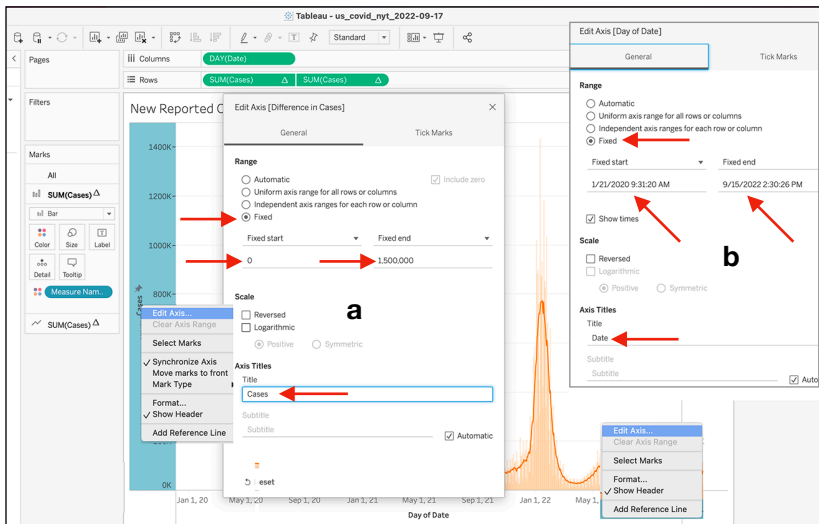 Tableau - us_covid_nyt_2022-09-17
Standard
Pages
iii Columns
DAY(Date)
Rows
SUM(Cases) Δ
SUM(Cases) Δ
Filters
Marks
All
SUM(Cases) Δ
Bar
Color
Size
Label
Detail
Tooltip
Measure Nam..
SUM(Cases) Δ
New Reported C
1400K
1200K
1000K
800K
0K
Cases
Edit Axis...
Clear Axis Range
Select Marks
Synchronize Axis
Move marks to front
Mark Type
Format...
Show Header
Add Reference Line
Edit Axis [Difference in Cases]
General
Tick Marks
Range
Automatic
Include zero
Uniform axis range for all rows or columns
Independent axis ranges for each row or column
Fixed
Fixed start
Fixed end
0
1,500,000
Scale
a
Reversed
Logarithmic
Positive
Symmetric
Axis Titles
Title
Cases
Subtitle
Subtitle
Automatic
eset
Jan 1, 20
May 1, 20
Sep 1, 20
Jan 1, 21
May 1, 21
Sep 1, 21
Jan 1, 22
May 1,
Day of Date
Edit Axis [Day of Date]
General
Tick Marks
Range
Automatic
Uniform axis range for all rows or columns
Independent axis ranges for each row or column
Fixed
Fixed start
Fixed end
1/21/2020 9:31:20 AM
9/15/2022 2:30:26 PM
Show times
Scale
b
Reversed
Logarithmic
Positive
Symmetric
Axis Titles
Title
Date
Subtitle
Subtitle
Auto
Edit Axis...
Clear Axis Range
Select Marks
Format...
Show Header
Add Reference Line